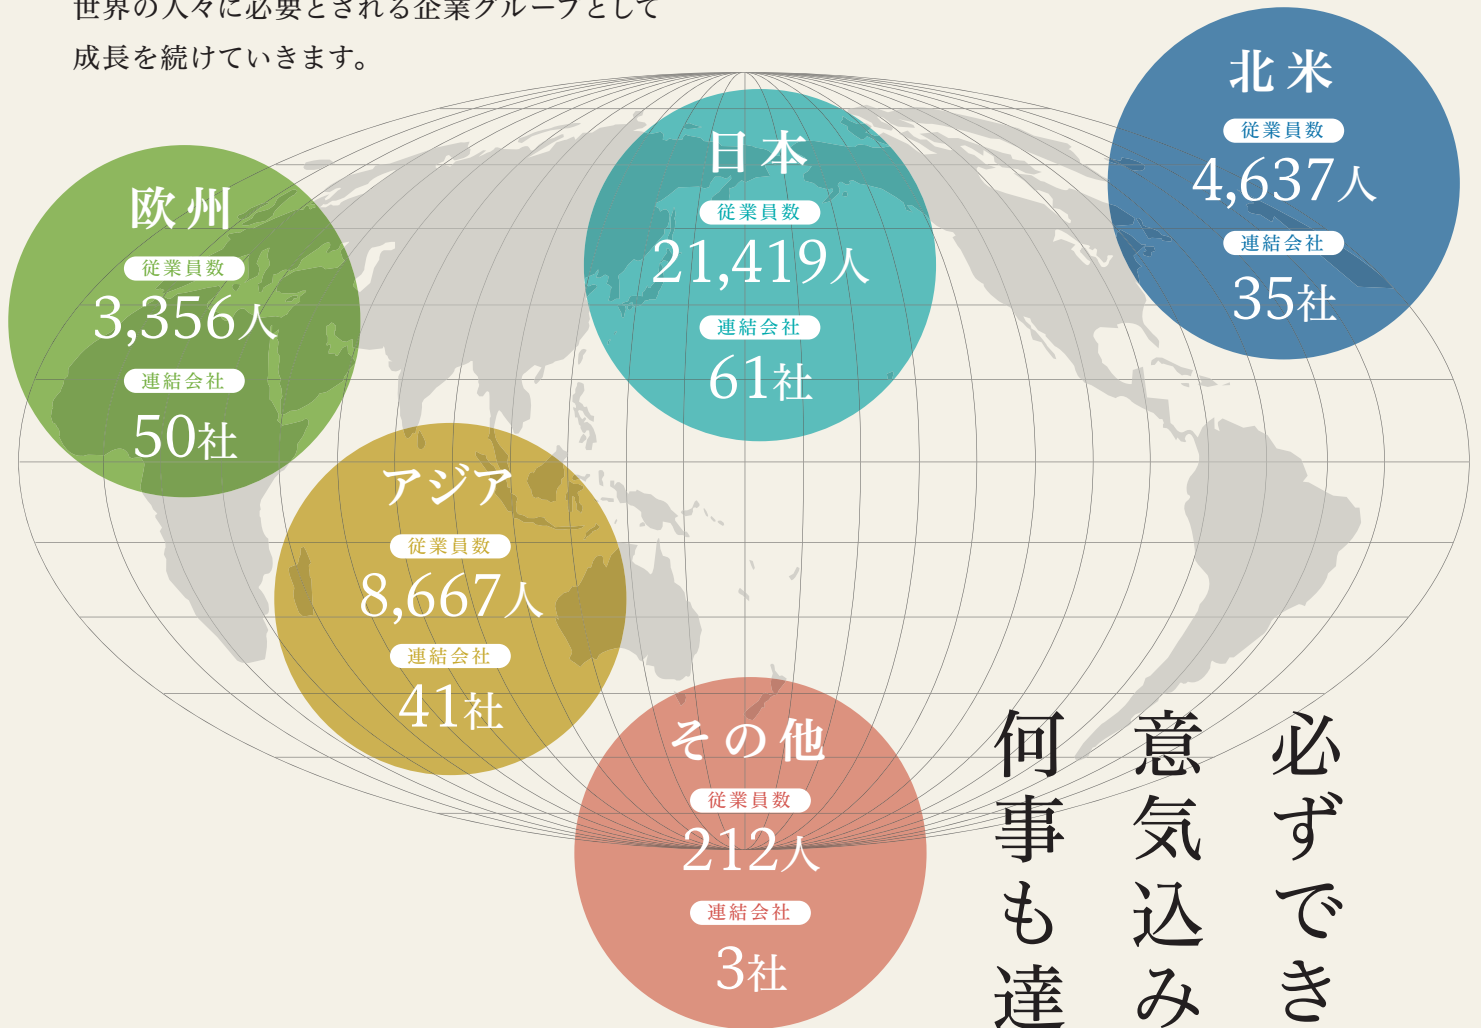 世界の人々に必要とされる企業グループとして
成長を続けていきます。
北米
従業員数
4,637人
連結会社
35社
日本
従業員数
21,419人
連結会社
61社
欧州
従業員数
3,356人
連結会社
50社
アジア
従業員数
8,667人
連結会社
41社
その他
従業員数
212人
連結会社
3社
必ずでき
意気込み
何事も達